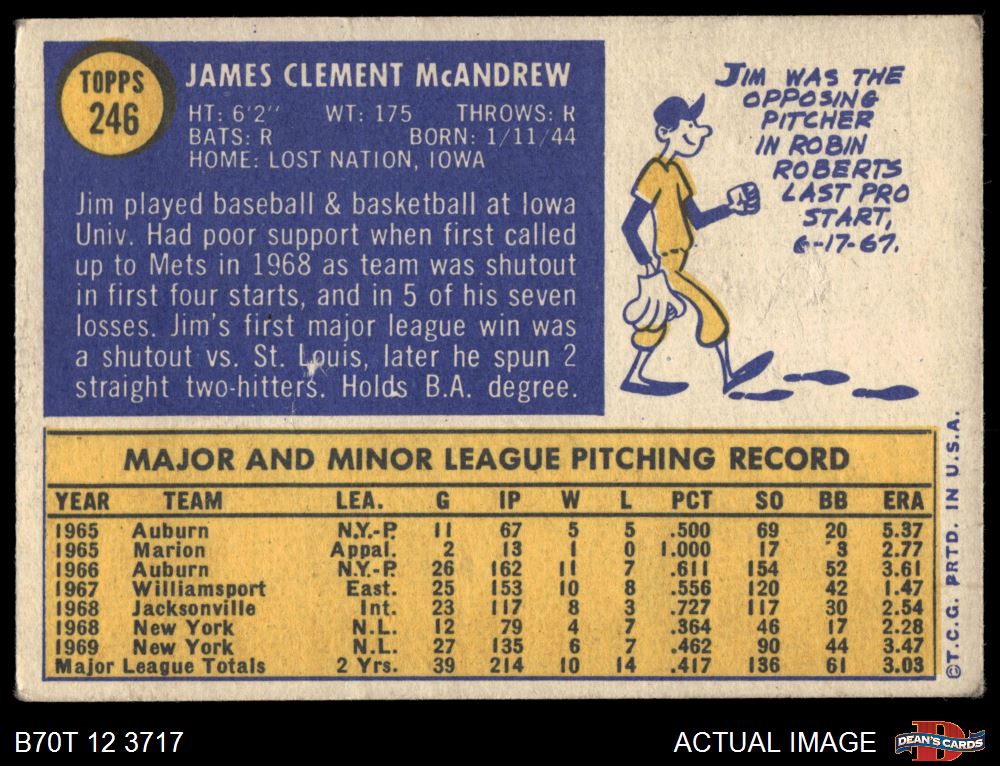 TOPPS
246
JAMES CLEMENT McANDREW
HT: 6'2" WT: 175 THROWS: R
BATS: R BORN: 1/11/44
HOME: LOST NATION, IOWA
Jim played baseball & basketball at Iowa
Univ. Had poor support when first called
up to Mets in 1968 as team was shutout
in first four starts, and in 5 of his seven
losses. Jim's first major league win was
a shutout vs. St. Louis, later he spun 2
straight two-hitters. Holds B.A. degree.
JIM WAS THE
OPPOSING
PITCHER
IN ROBIN
ROBERTS
LAST PRO
START,
6-17-67.
MAJOR AND MINOR LEAGUE PITCHING RECORD
YEAR TEAM LEA. G IP W L PCT SO BB ERA
1965 Auburn N.Y.-P. 11 67 5 5 .500 69 20 5.37
1965 Marion Appal. 2 13 1 0 1.000 17 3 2.77
1966 Auburn N.Y.-P. 26 162 11 7 .611 154 52 3.61
1967 Williamsport East. 25 153 10 8 .556 120 42 1.47
1968 Jacksonville Int. 23 117 8 3 .727 117 30 2.54
1968 New York N.L. 12 79 4 7 .364 46 17 2.28
1969 New York N.L. 27 135 6 7 .462 90 44 3.47
Major League Totals 2 Yrs. 39 214 10 14 .417 136 61 3.03
©T.C.G. PRTD. IN U.S.A.
B70T 12 3717
ACTUAL IMAGE
DEAN'S CARDS